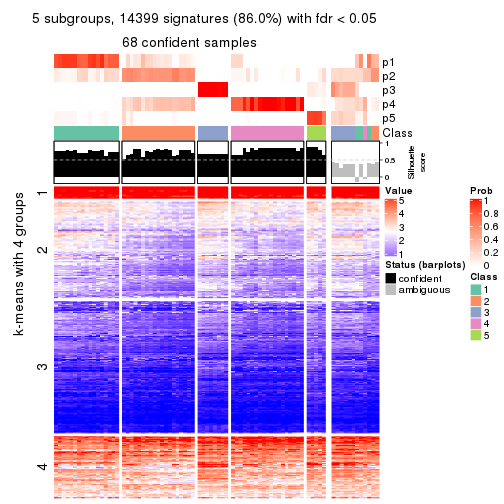 5 subgroups, 14399 signatures (86.0%) with fdr < 0.05
68 confident samples
p1
p2
p3
p4
p5
Class
1
0.5
0
Silhouette
score
k-means with 4 groups
1
2
3
4
Value
5
4
3
2
1
Status (barplots)
confident
ambiguous
Prob
1
0.8
0.6
0.4
0.2
0
Class
1
2
3
4
5